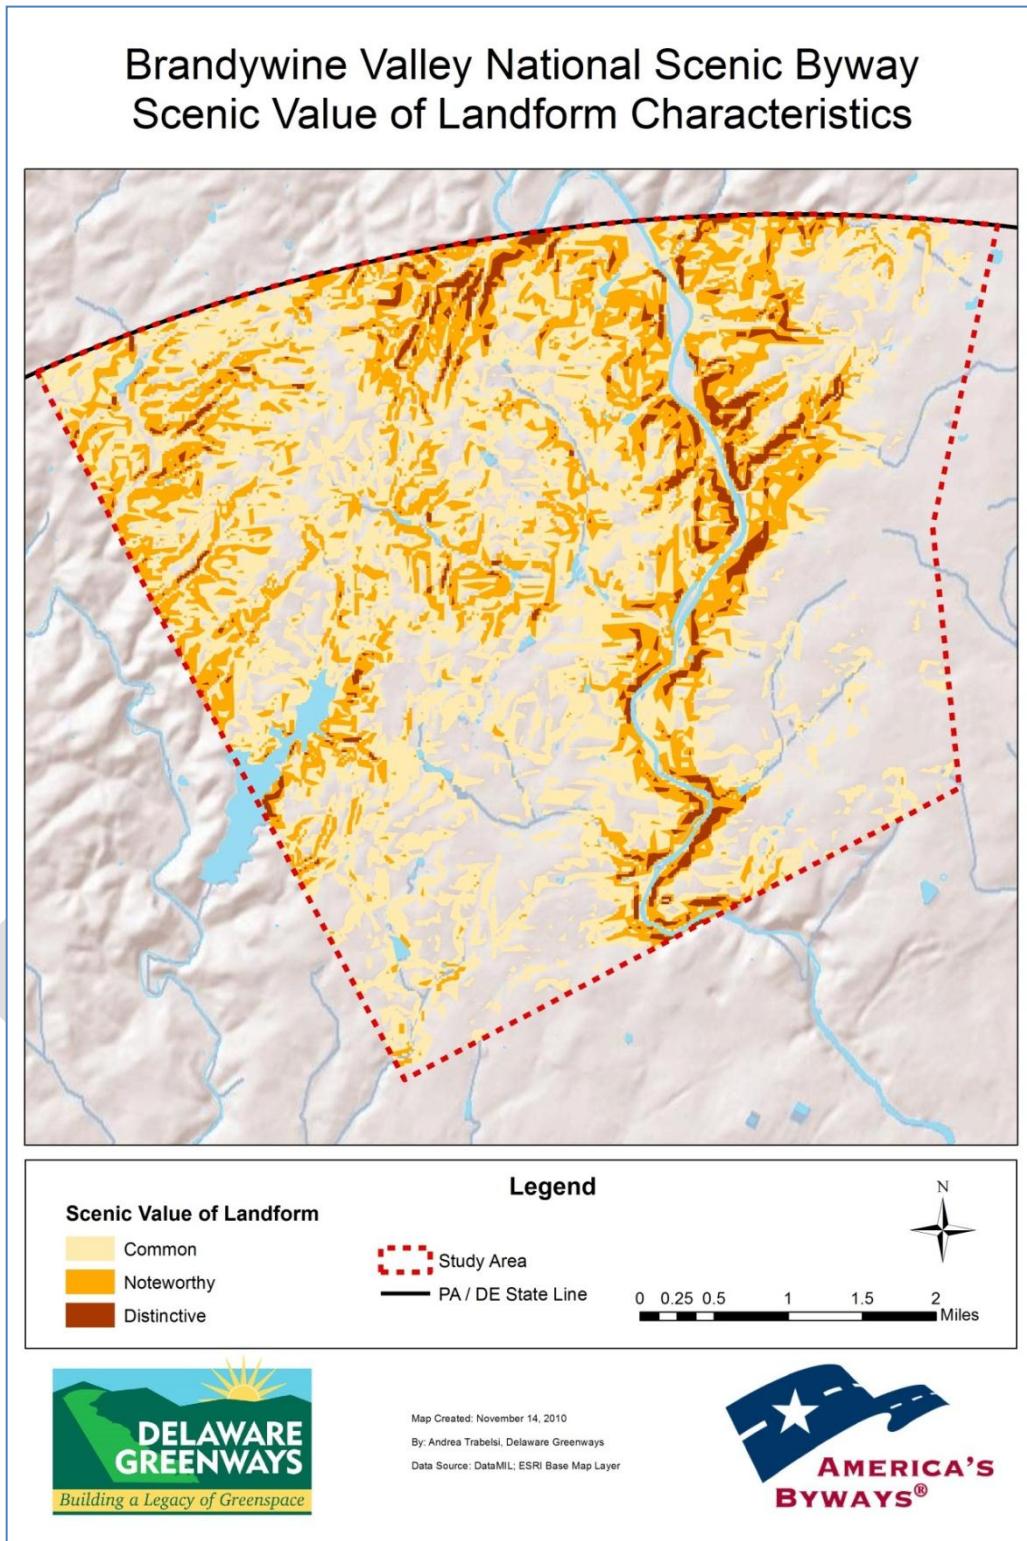 Brandywine Valley National Scenic Byway
Scenic Value of Landform Characteristics
Legend
Scenic Value of Landform
Common
Noteworthy
Distinctive
Study Area
PA / DE State Line
N
0 0.25 0.5 1 1.5 2
Miles
DELAWARE
GREENWAYS
Building a Legacy of Greenspace
Map Created: November 14, 2010
By: Andrea Trabelsi, Delaware Greenways
Data Source: DataMIL; ESRI Base Map Layer
AMERICA'S
BYWAYS®